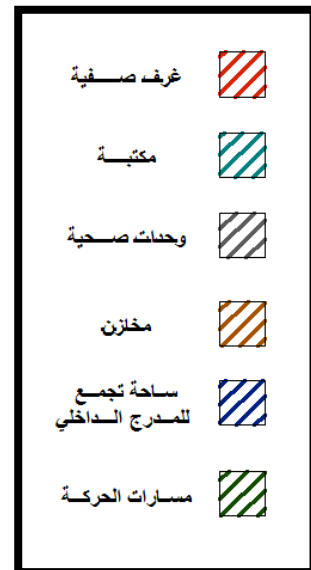 غرف صفية
مكتبة
وحدات صحية
مخازن
ساحة تجمع
للمدرج الداخلي
مسارات الحركة